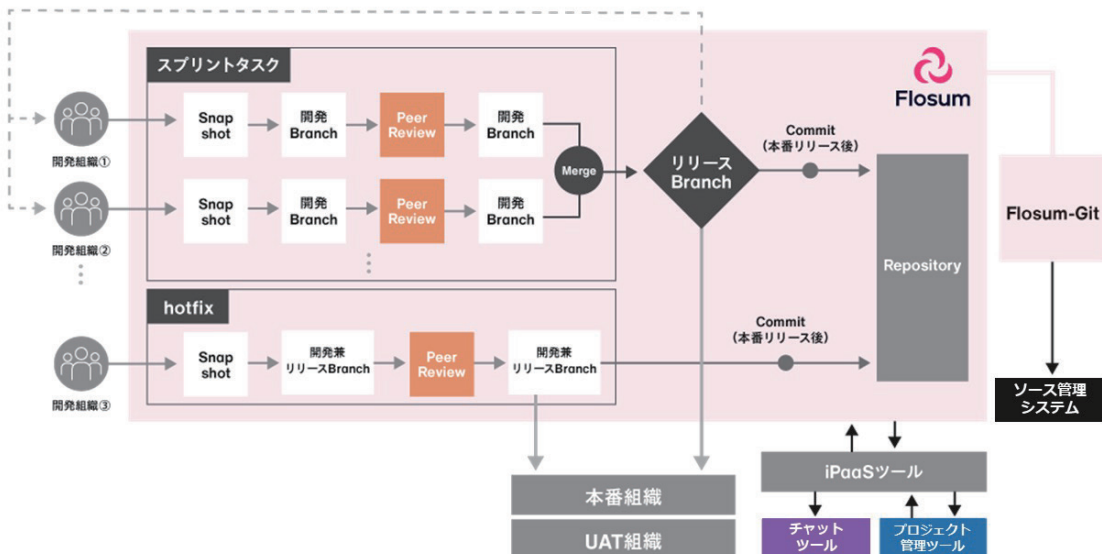 スプリントタスク
Flosum
開発組織①
Snap
shot
開発
Branch
Peer
Review
開発
Branch
Merge
リリース
Branch
Commit
(本番リリース後)
Repository
Flosum-Git
開発組織②
Snap
shot
開発
Branch
Peer
Review
開発
Branch
hotfix
開発組織③
Snap
shot
開発兼
リリースBranch
Peer
Review
開発兼
リリースBranch
Commit
(本番リリース後)
ソース管理
システム
本番組織
UAT組織
iPaaSツール
チャット
ツール
プロジェクト
管理ツール